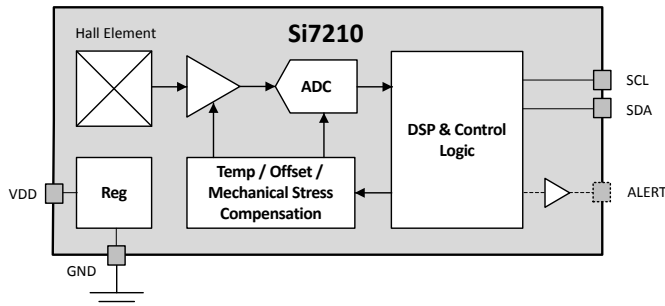 Si7210
Hall Element
ADC
DSP & Control
Logic
SCL
SDA
Temp / Offset /
Mechanical Stress
Compensation
Reg
VDD
ALERT
GND